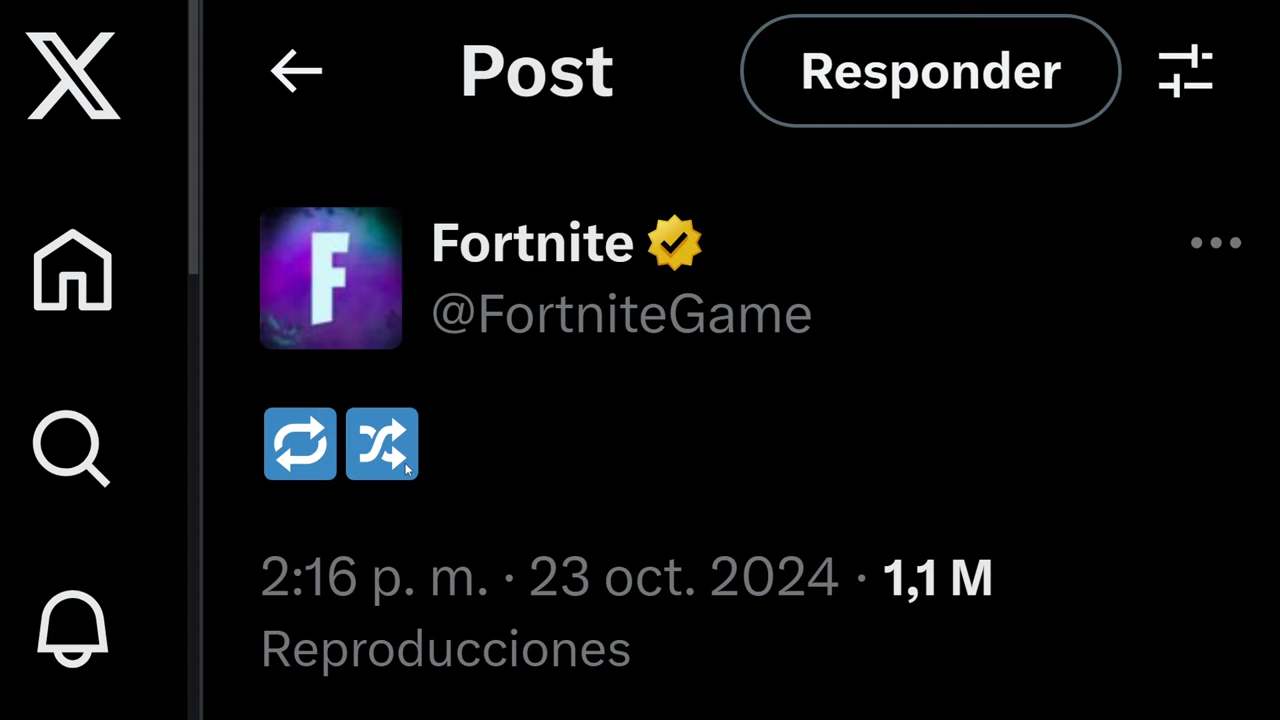 Post
Responder
Fortnite
@FortniteGame
🔁🔀
2:16 p. m. · 23 oct. 2024 · 1,1 M
Reproducciones